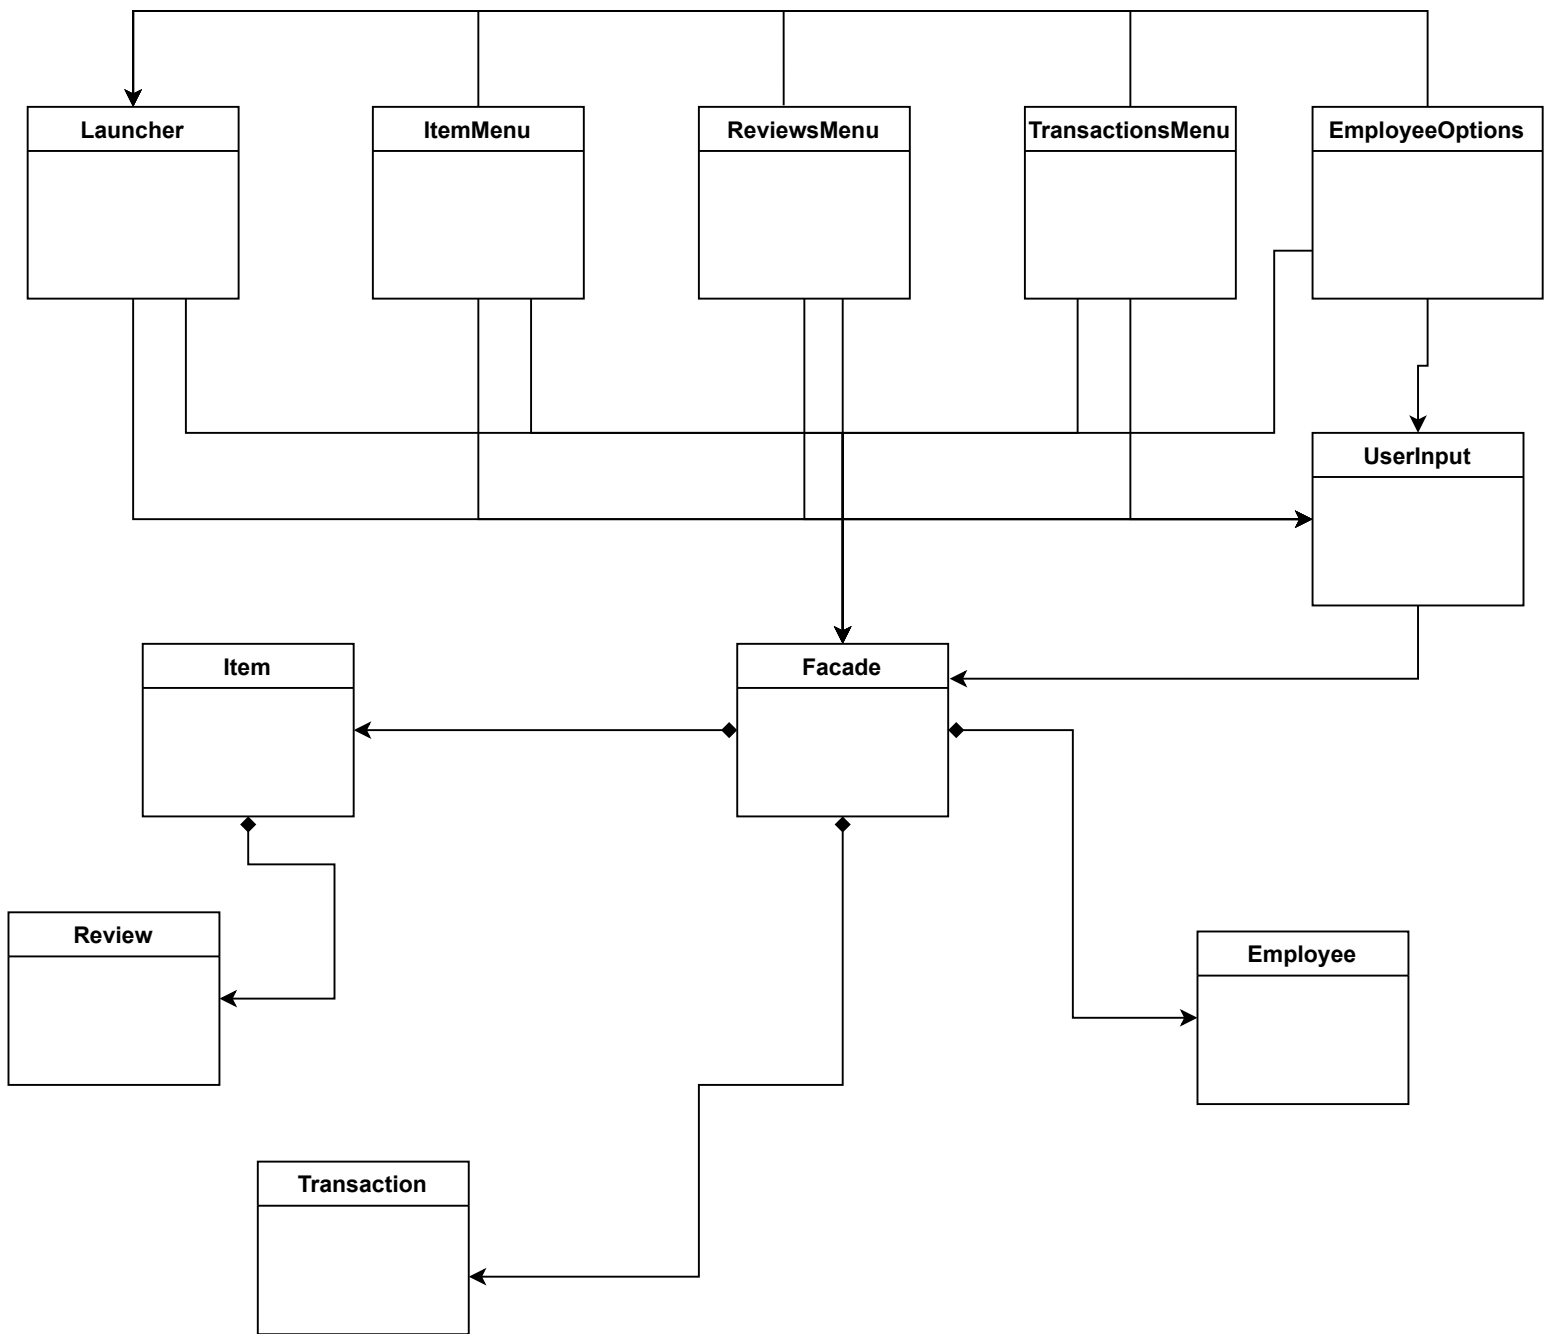 Launcher
ItemMenu
ReviewsMenu
TransactionsMenu
EmployeeOptions
UserInput
Item
Facade
Review
Employee
Transaction